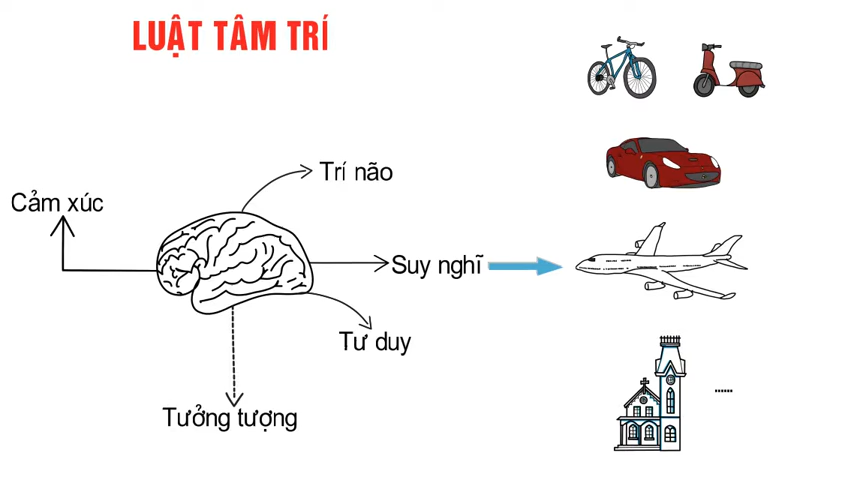 LUẬT TÂM TRÍ
Trí não
Cảm xúc
Suy nghĩ
Tư duy
Tưởng tượng
......